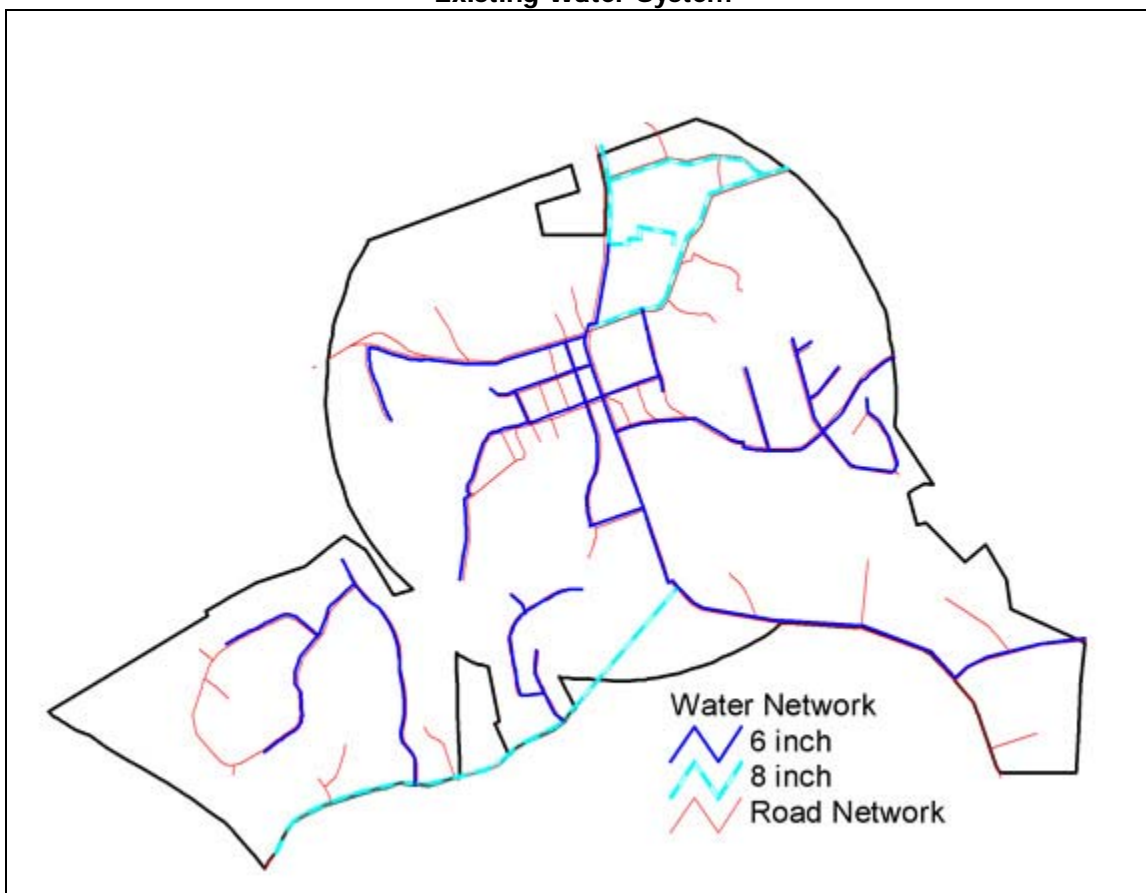 Existing Water System
Water Network
6 inch
8 inch
Road Network